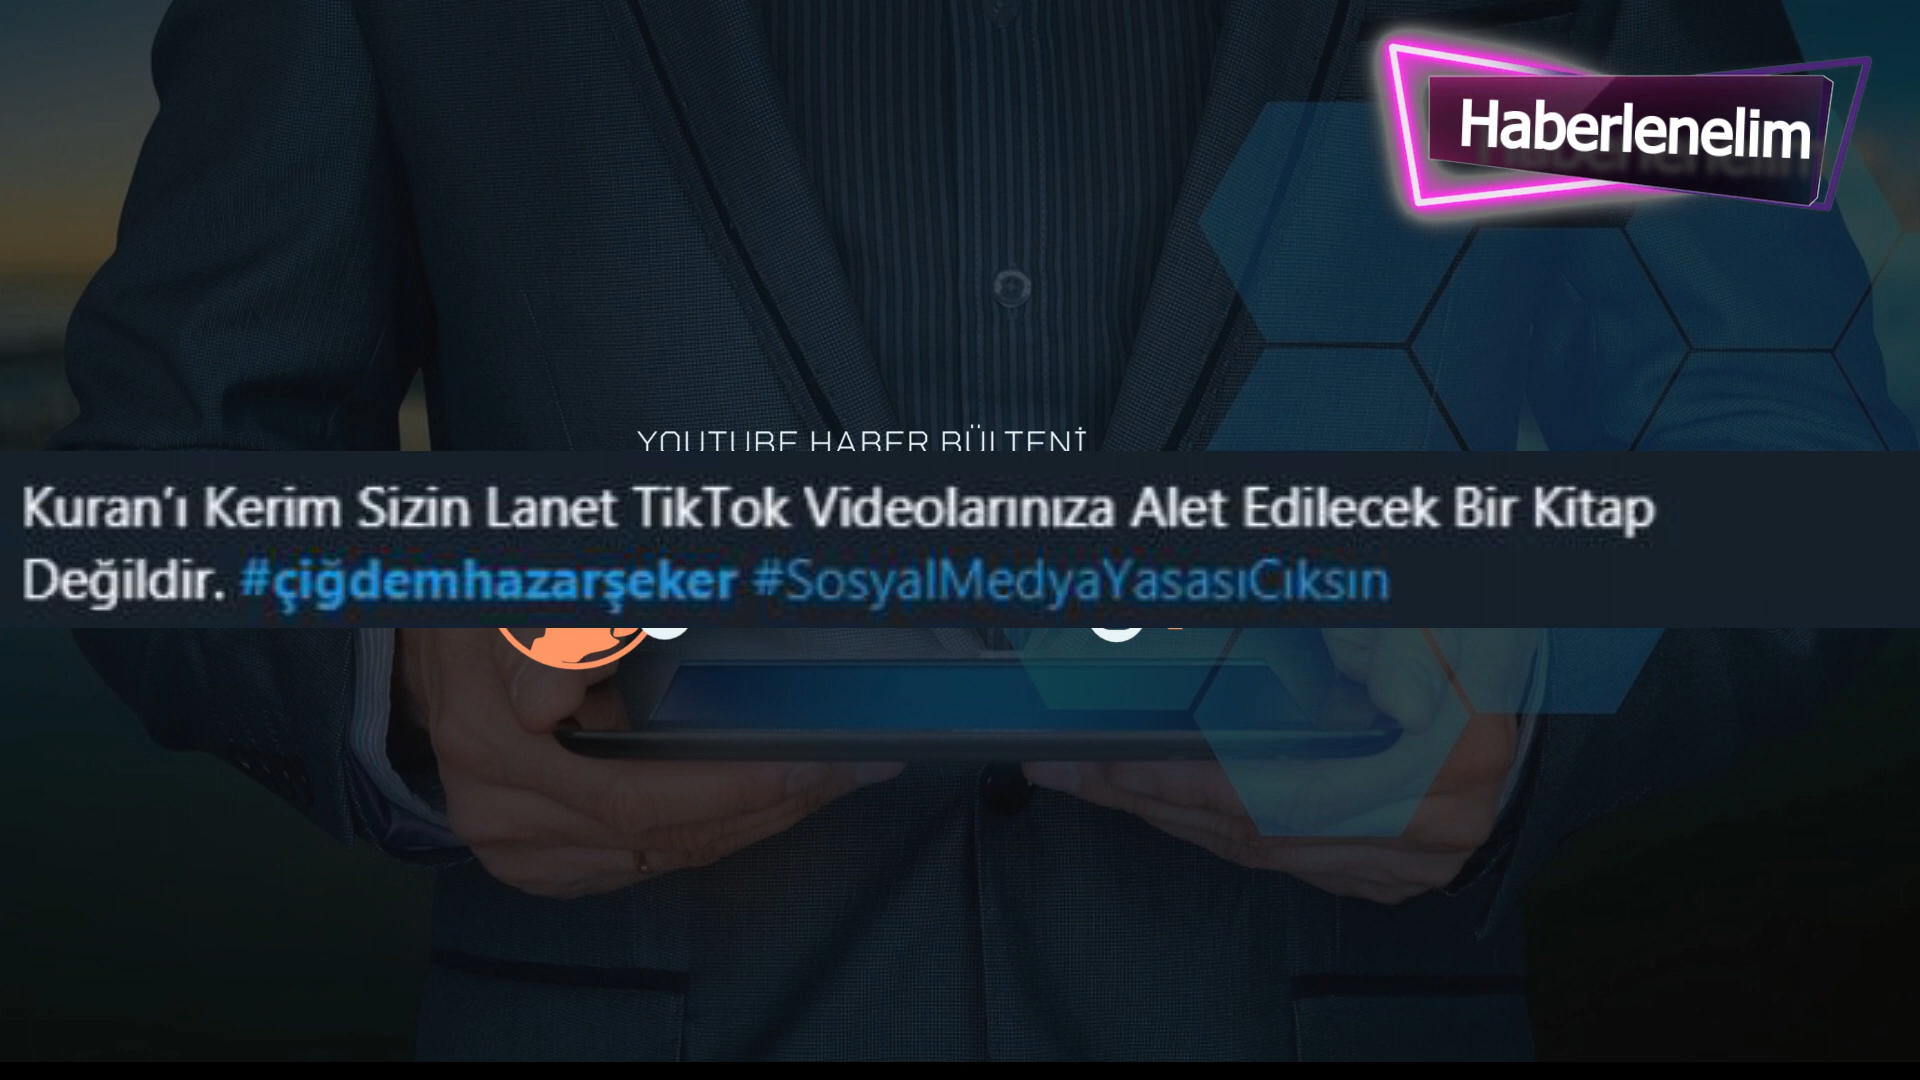 Haberlenelim
YOUTUBE HABER BÜLTENİ
Kuran’ı Kerim Sizin Lanet TikTok Videolarınıza Alet Edilecek Bir Kitap
Değildir. #çiğdemhazarşeker #SosyalMedyaYasasıCıksın